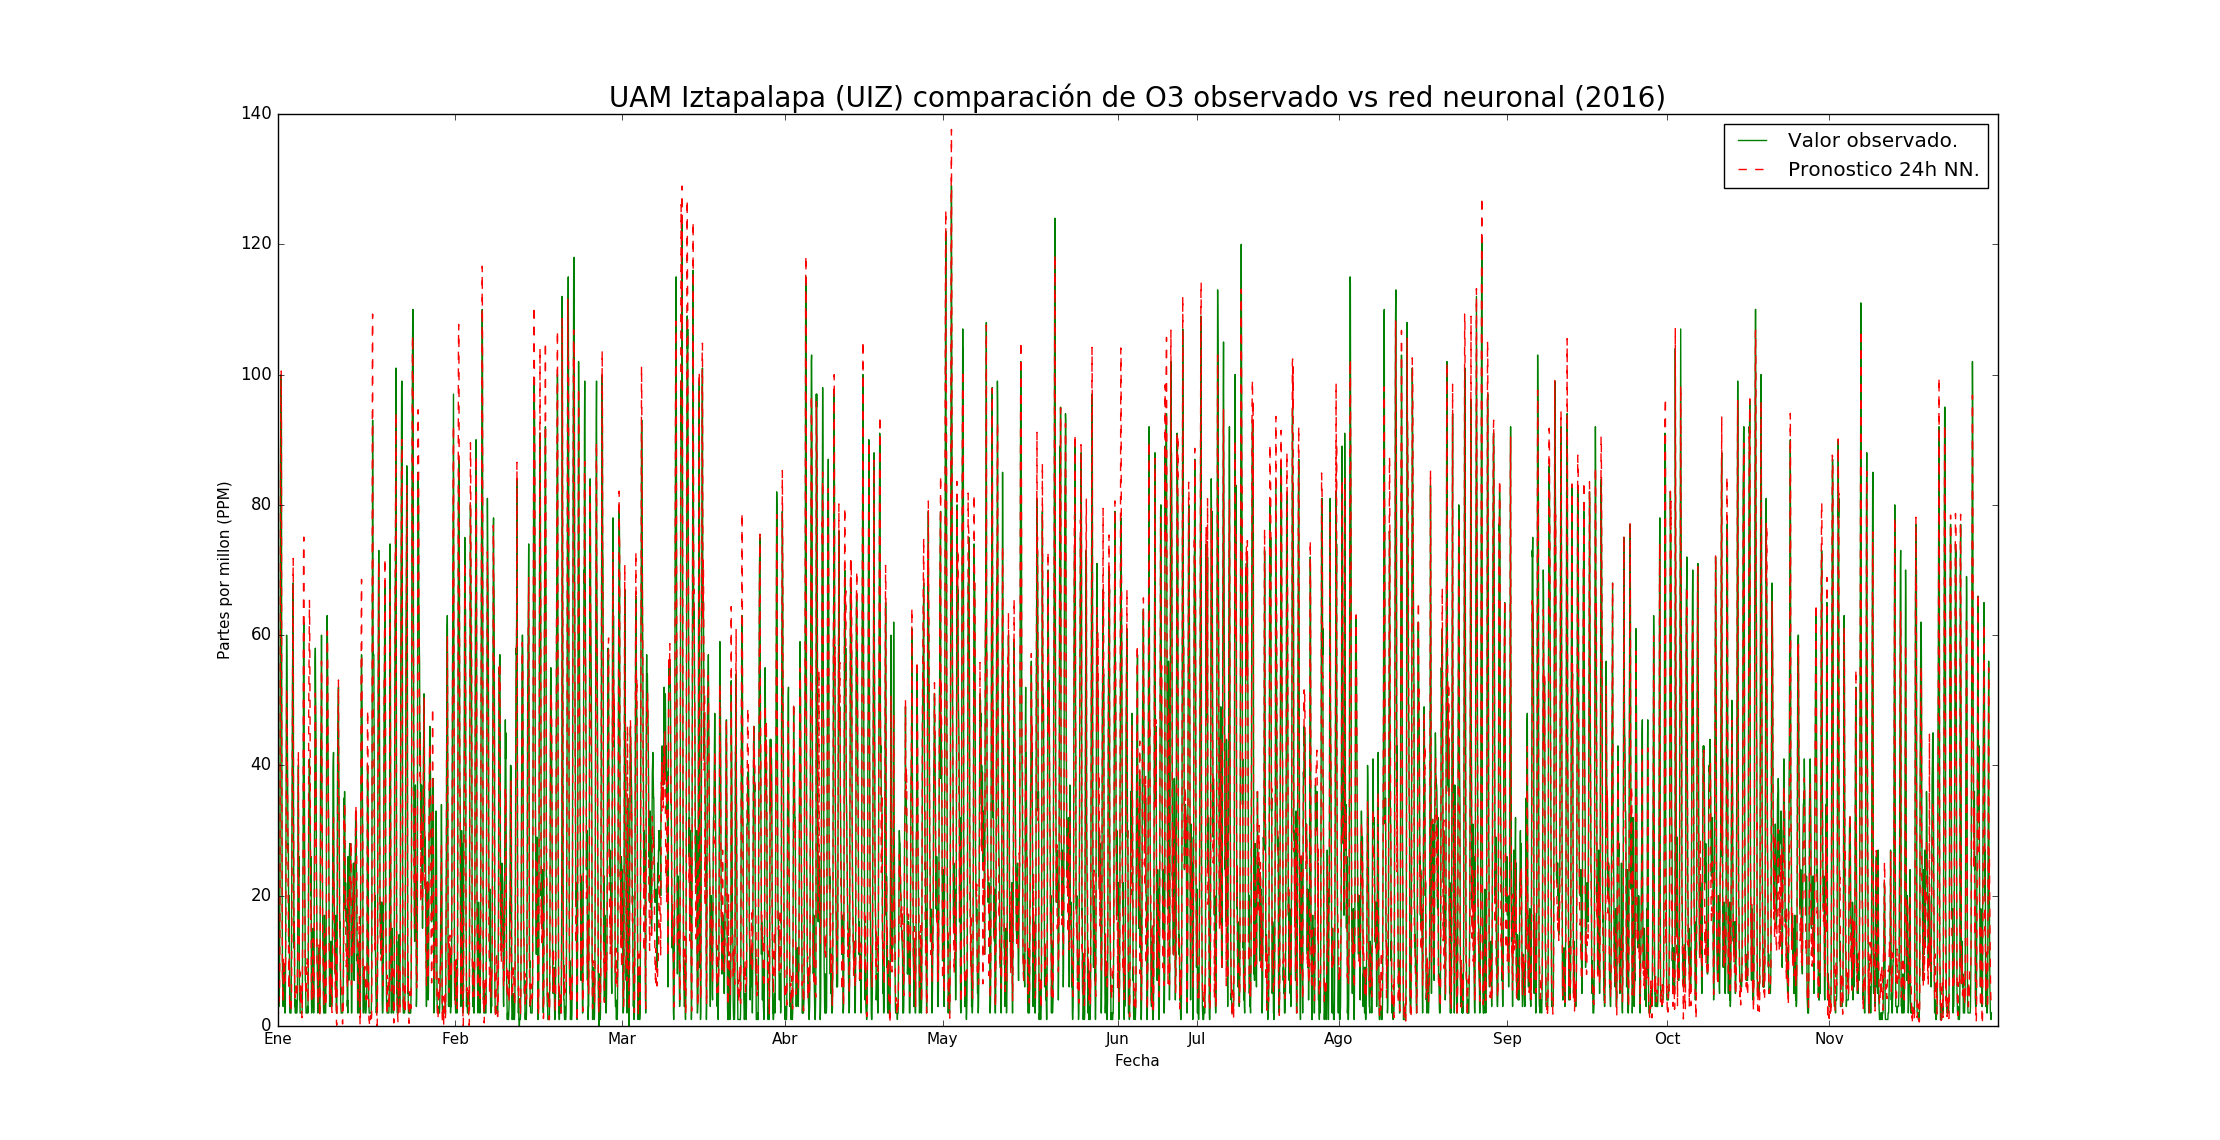 UAM Iztapalapa (UIZ) comparación de O3 observado vs red neuronal (2016)
140
120
100
80
60
40
20
0
Partes por millon (PPM)
Valor observado.
Pronostico 24h NN.
Ene Feb Mar Abr May Jun Jul Ago Sep Oct Nov
Fecha